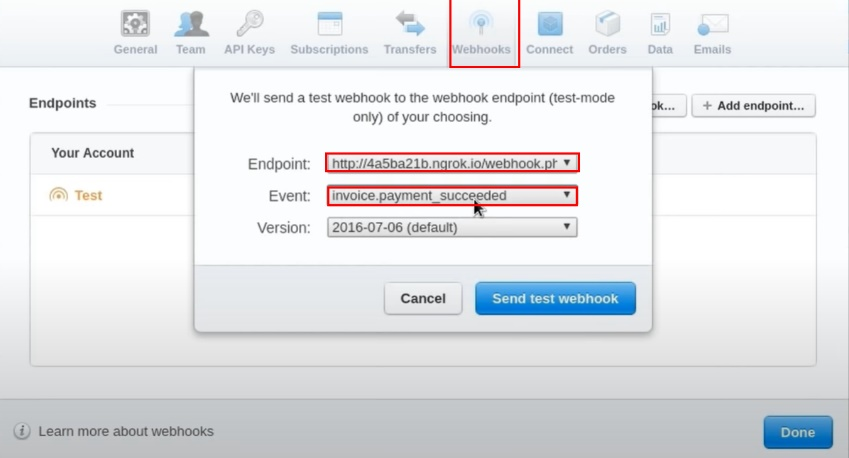 General Team API Keys Subscriptions Transfers Webhooks Connect Orders Data Emails
We'll send a test webhook to the webhook endpoint (test-mode
only) of your choosing.
Endpoints
ok... + Add endpoint...
Your Account
Endpoint: http://4a5ba21b.ngrok.io/webhook.ph
Test
Event: invoice.payment_succeeded
Version: 2016-07-06 (default)
Cancel Send test webhook
Learn more about webhooks
Done